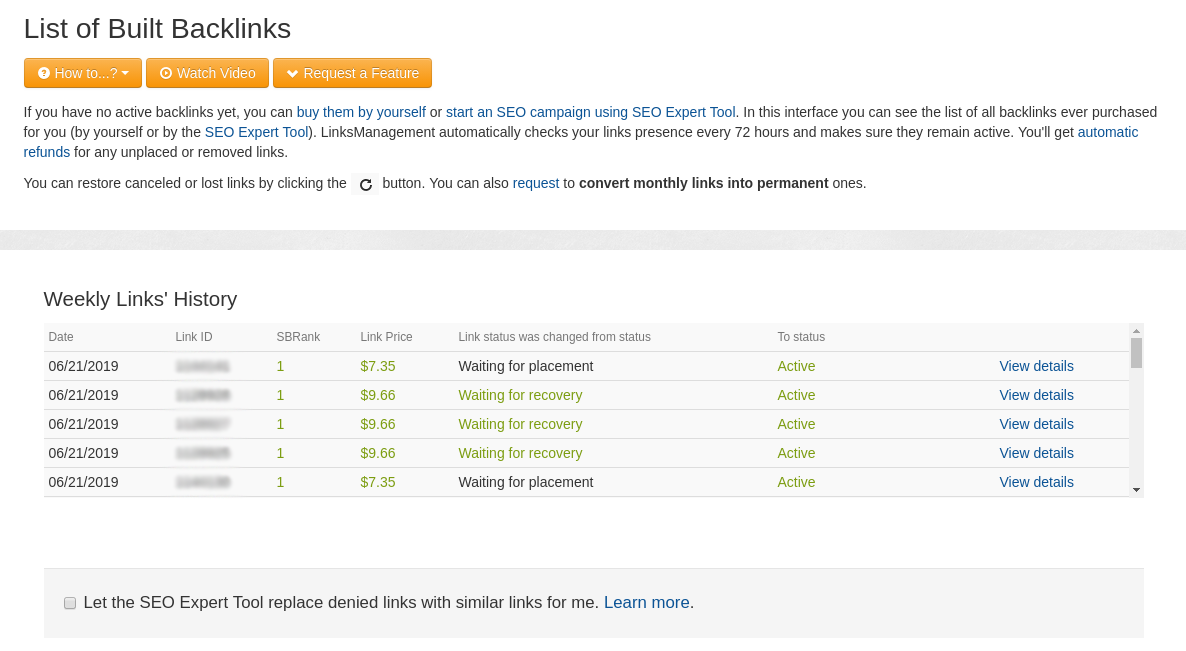 List of Built Backlinks
How to...? Watch Video Request a Feature
If you have no active backlinks yet, you can buy them by yourself or start an SEO campaign using SEO Expert Tool. In this interface you can see the list of all backlinks ever purchased
for you (by yourself or by the SEO Expert Tool). LinksManagement automatically checks your links presence every 72 hours and makes sure they remain active. You'll get automatic
refunds for any unplaced or removed links.
You can restore canceled or lost links by clicking the button. You can also request to convert monthly links into permanent ones.
Weekly Links' History
Date Link ID SBRank Link Price Link status was changed from status To status
06/21/2019 1 $7.35 Waiting for placement Active View details
06/21/2019 1 $9.66 Waiting for recovery Active View details
06/21/2019 1 $9.66 Waiting for recovery Active View details
06/21/2019 1 $9.66 Waiting for recovery Active View details
06/21/2019 1 $7.35 Waiting for placement Active View details
Let the SEO Expert Tool replace denied links with similar links for me. Learn more.